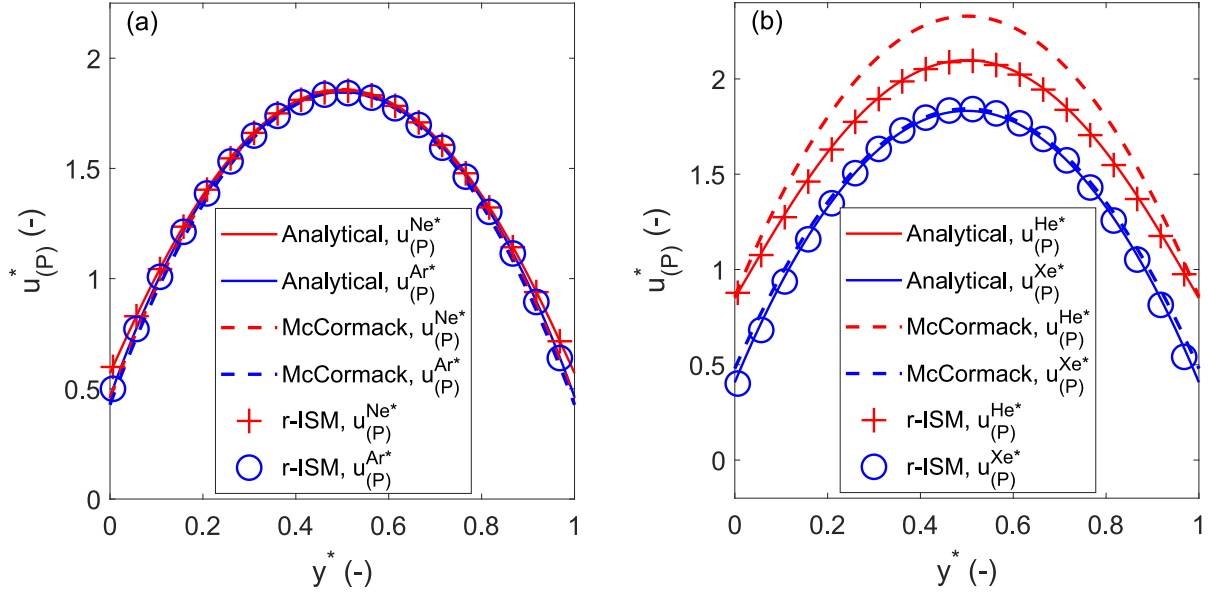 (a)
2
1.5
1
0.5
0
0 0.2 0.4 0.6 0.8 1
u*(P) (-)
y* (-)
Analytical, u(P)Ne*
Analytical, u(P)Ar*
McCormack, u(P)Ne*
McCormack, u(P)Ar*
r-ISM, u(P)Ne*
r-ISM, u(P)Ar*
(b)
2
1.5
1
0.5
0
0 0.2 0.4 0.6 0.8 1
u*(P) (-)
y* (-)
Analytical, u(P)He*
Analytical, u(P)Xe*
McCormack, u(P)He*
McCormack, u(P)Xe*
r-ISM, u(P)He*
r-ISM, u(P)Xe*